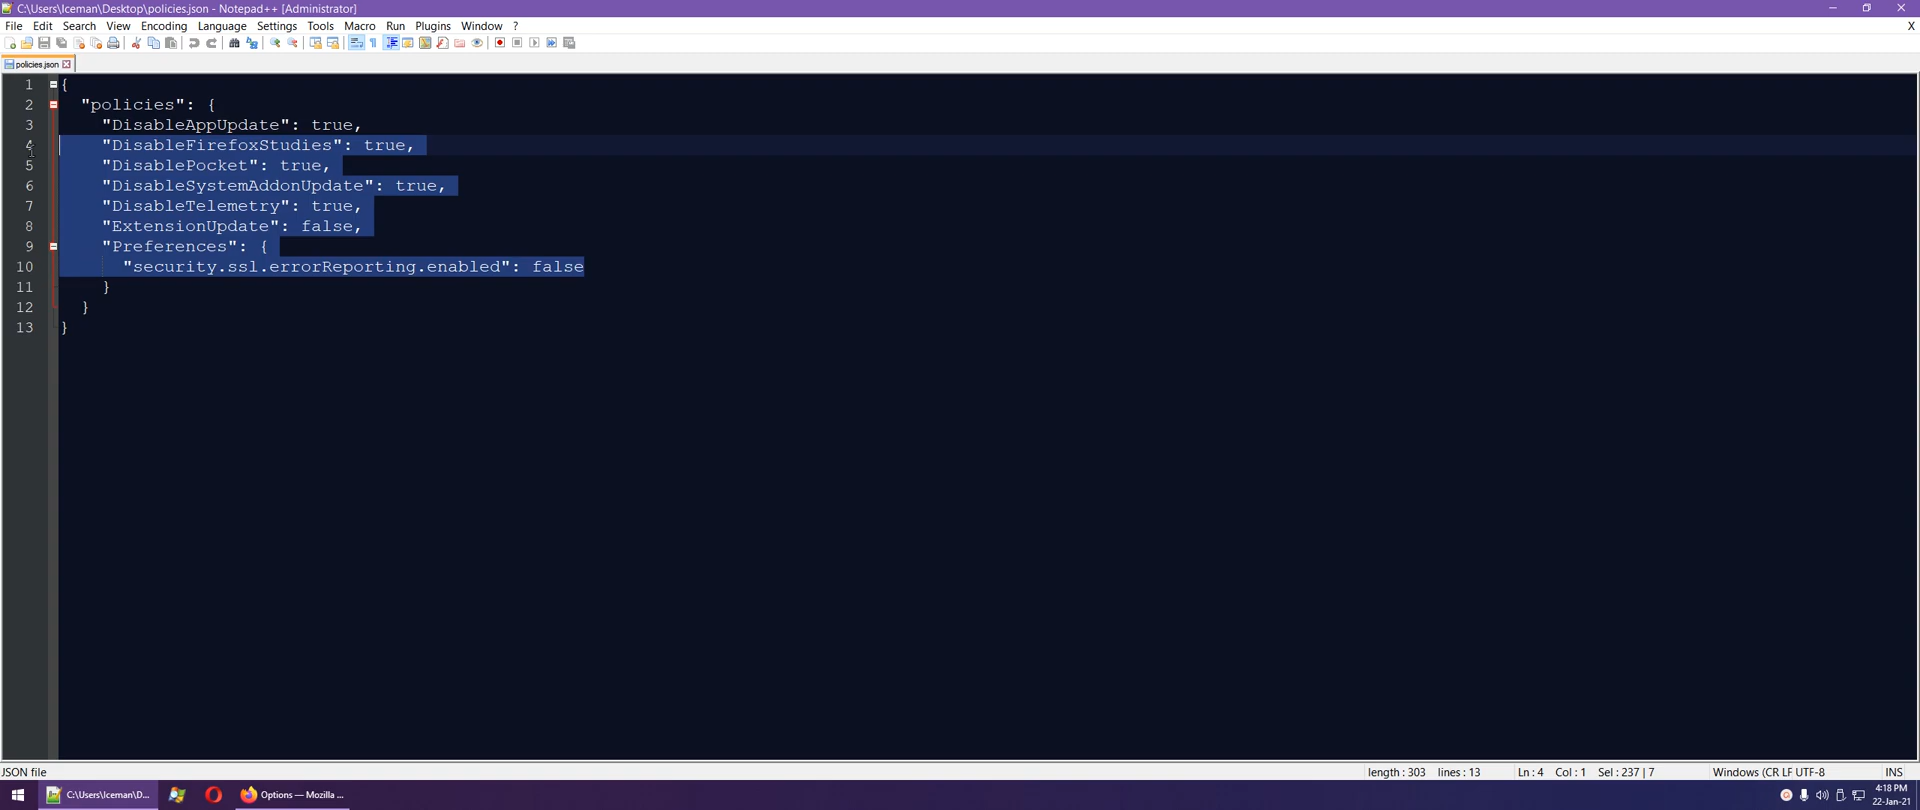 C:\Users\Iceman\Desktop\policies.json - Notepad++ [Administrator]
File Edit Search View Encoding Language Settings Tools Macro Run Plugins Window ? X
policies.json
1 {
2 "policies": {
3 "DisableAppUpdate": true,
4 "DisableFirefoxStudies": true,
5 "DisablePocket": true,
6 "DisableSystemAddonUpdate": true,
7 "DisableTelemetry": true,
8 "ExtensionUpdate": false,
9 "Preferences": {
10 "security.ssl.errorReporting.enabled": false
11 }
12 }
13 }
JSON file length : 303 lines : 13 Ln : 4 Col : 1 Sel : 237 | 7 Windows (CR LF UTF-8 INS
C:\Users\Iceman\D... Options — Mozilla ... 4:18 PM
22-Jan-21